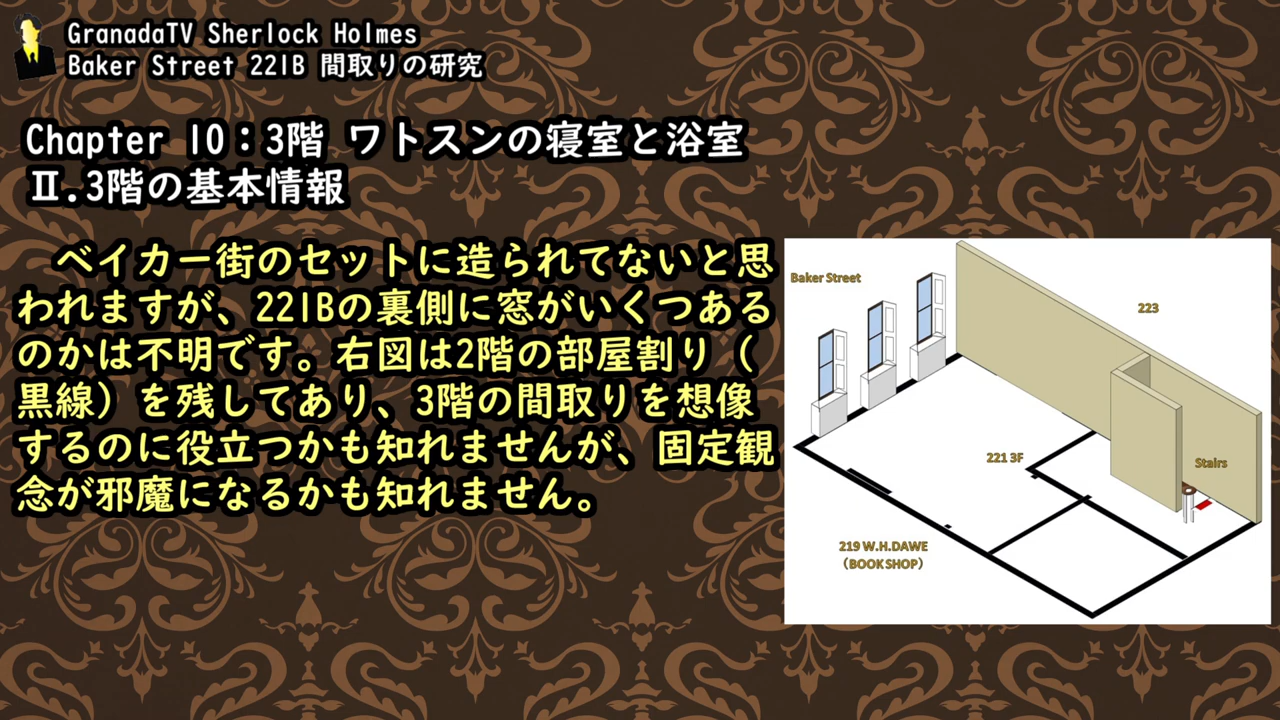 GranadaTV Sherlock Holmes
Baker Street 221B 間取りの研究
Chapter 10：3階 ワトスンの寝室と浴室
Ⅱ.3階の基本情報
ベイカー街のセットに造られてないと思
われますが、221Bの裏側に窓がいくつある
のかは不明です。右図は2階の部屋割り（
黒線）を残してあり、3階の間取りを想像
するのに役立つかも知れませんが、固定観
念が邪魔になるかも知れません。
Baker Street
223
221 3F
Stairs
219 W.H.DAWE
（BOOK SHOP）